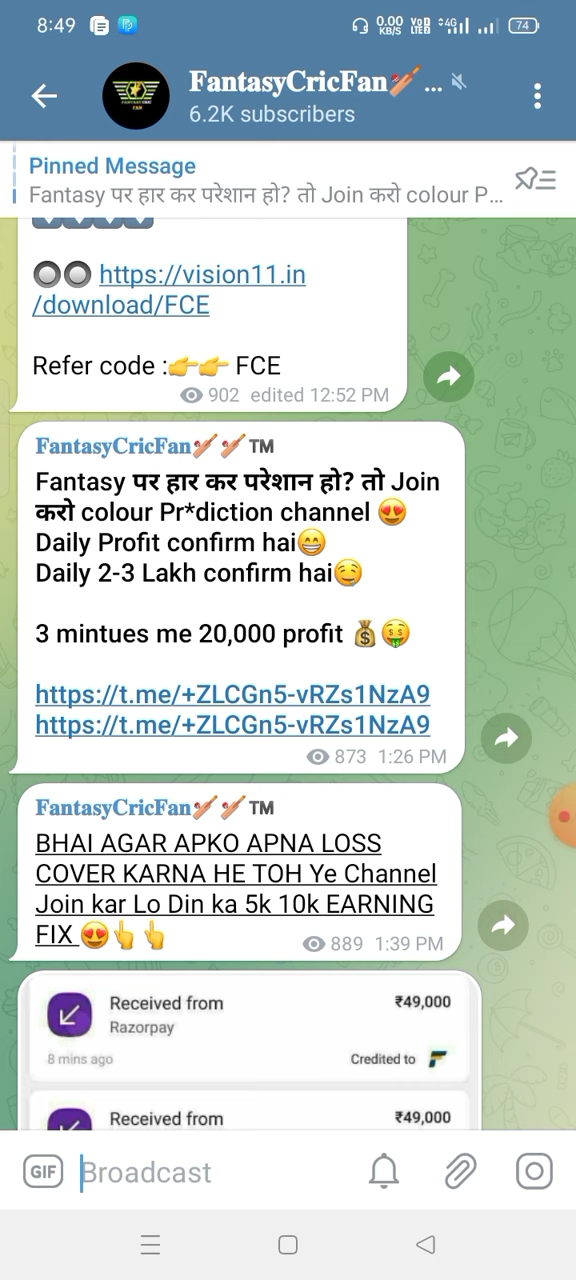 8:49
0.00 KB/S
4G
74
FantasyCricFan🏏...
6.2K subscribers
Pinned Message
Fantasy पर हार कर परेशान हो? तो Join करो colour P...
https://vision11.in
/download/FCE
Refer code :👉👉 FCE
902 edited 12:52 PM
FantasyCricFan🏏🏏TM
Fantasy पर हार कर परेशान हो? तो Join
करो colour Pr*diction channel 😍
Daily Profit confirm hai😁
Daily 2-3 Lakh confirm hai🤤
3 mintues me 20,000 profit 💰🤑
https://t.me/+ZLCGn5-vRZs1NzA9
https://t.me/+ZLCGn5-vRZs1NzA9
873 1:26 PM
FantasyCricFan🏏🏏TM
BHAI AGAR APKO APNA LOSS
COVER KARNA HE TOH Ye Channel
Join kar Lo Din ka 5k 10k EARNING
FIX 😍👆👆
889 1:39 PM
Received from ₹49,000
Razorpay
8 mins ago Credited to
Received from ₹49,000
GIF Broadcast